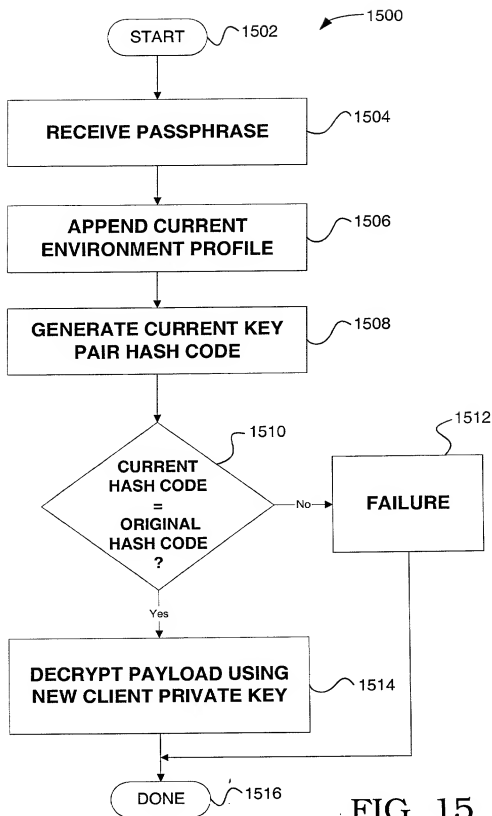 1500
START
1502
RECEIVE PASSPHRASE
1504
APPEND CURRENT
ENVIRONMENT PROFILE
1506
GENERATE CURRENT KEY
PAIR HASH CODE
1508
CURRENT
HASH CODE
=
ORIGINAL
HASH CODE
?
1510
No
FAILURE
1512
Yes
DECRYPT PAYLOAD USING
NEW CLIENT PRIVATE KEY
1514
DONE
1516
FIG. 15